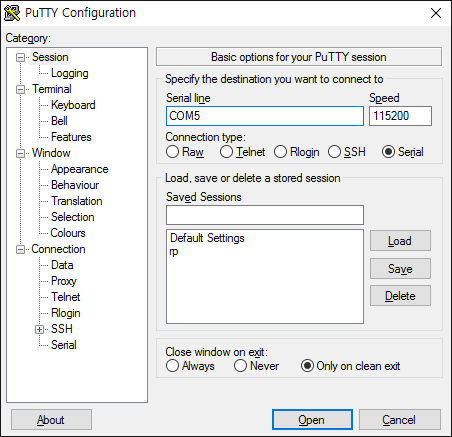 PuTTY Configuration
Category:
Session
Logging
Terminal
Keyboard
Bell
Features
Window
Appearance
Behaviour
Translation
Selection
Colours
Connection
Data
Proxy
Telnet
Rlogin
SSH
Serial
Basic options for your PuTTY session
Specify the destination you want to connect to
Serial line Speed
COM5 115200
Connection type:
Raw Telnet Rlogin SSH Serial
Load, save or delete a stored session
Saved Sessions
Default Settings
rp
Load
Save
Delete
Close window on exit:
Always Never Only on clean exit
About Open Cancel